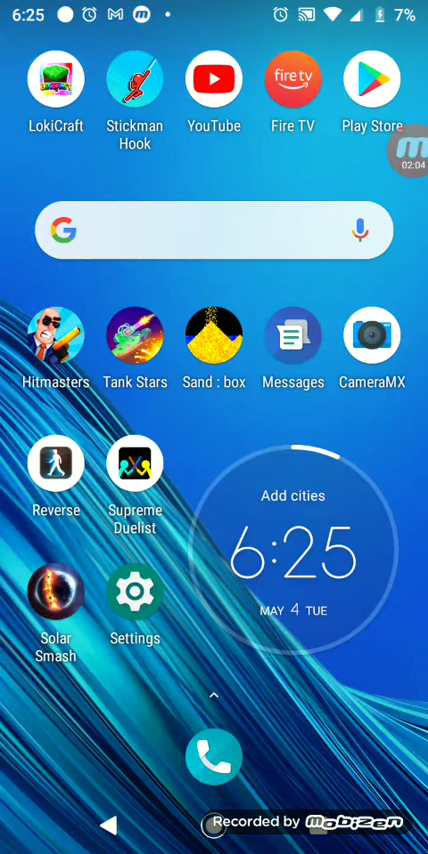 6:25
7%
fire tv
LokiCraft
Stickman
Hook
YouTube
Fire TV
Play Store
02:04
Hitmasters
Tank Stars
Sand : box
Messages
CameraMX
Reverse
Supreme
Duelist
Add cities
6:25
MAY 4 TUE
Solar
Smash
Settings
Recorded by mobizen